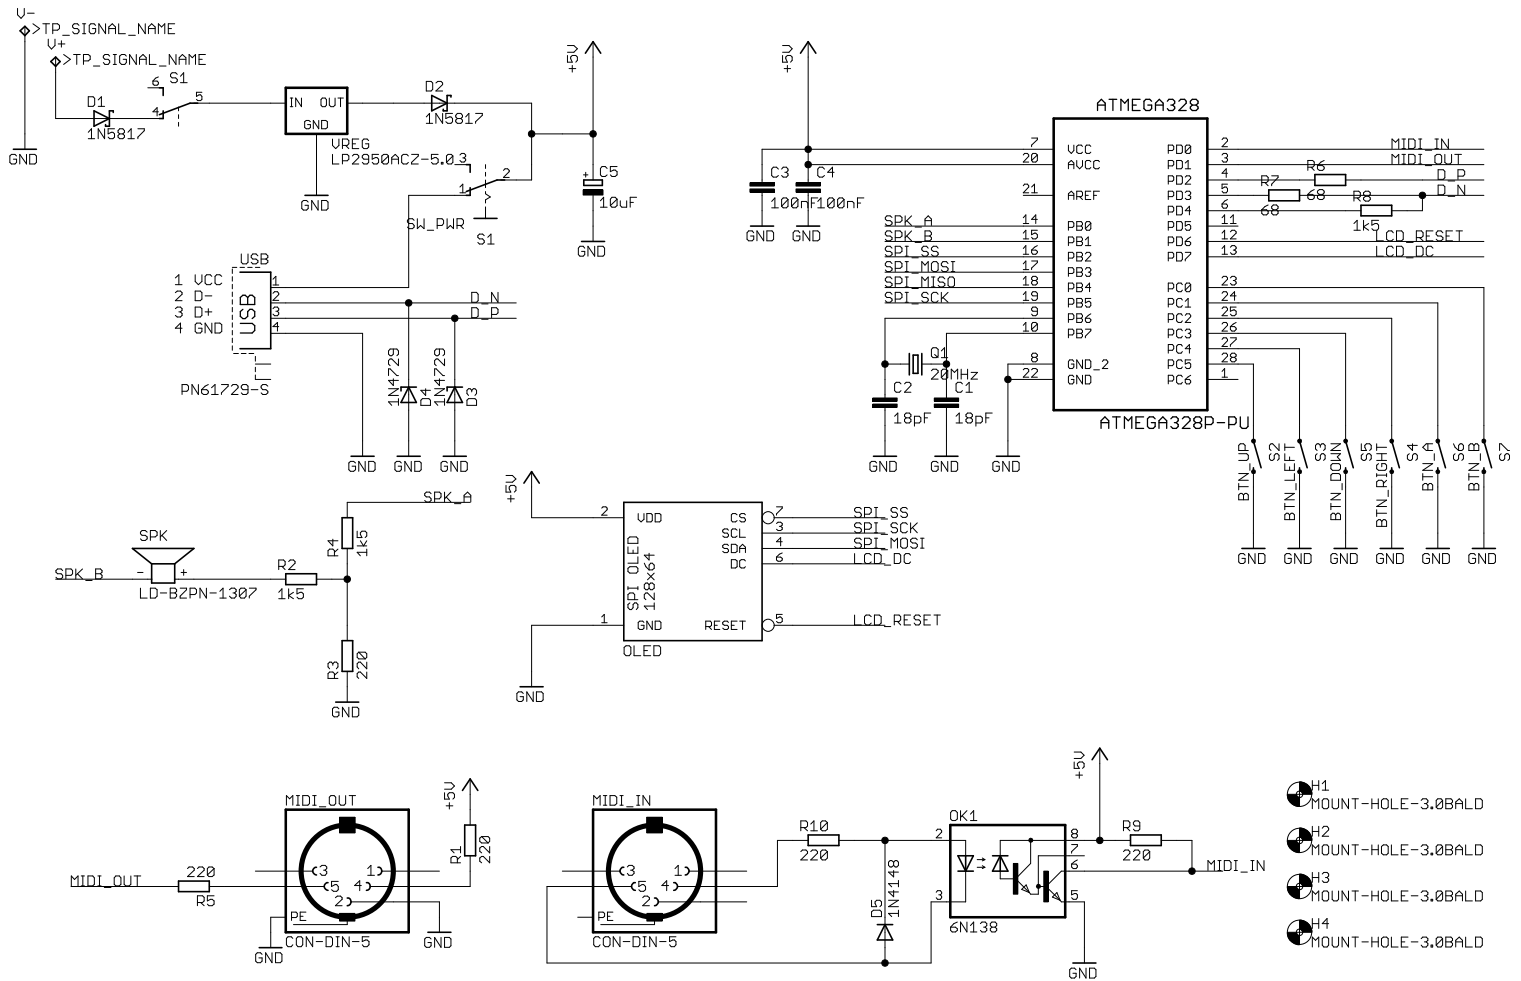 V-
>TP_SIGNAL_NAME
V+
>TP_SIGNAL_NAME
GND
D1
1N5817
S1
6
4
5
IN OUT
GND
VREG
LP2950ACZ-5.0
GND
D2
1N5817
3
1
2
SW_PWR
S1
+5V
C5
+
10uF
GND
USB
1 VCC
2 D-
3 D+
4 GND
USB
1
2
3
4
PN61729-S
D_N
D_P
1N4729
D4
1N4729
D3
GND
GND
GND
+5V
C3
100nF
C4
100nF
GND
GND
ATMEGA328
7 VCC
20 AVCC
21 AREF
SPK_A 14 PB0
SPK_B 15 PB1
SPI_SS 16 PB2
SPI_MOSI 17 PB3
SPI_MISO 18 PB4
SPI_SCK 19 PB5
9 PB6
10 PB7
8 GND_2
22 GND
PD0 2 MIDI_IN
PD1 3 MIDI_OUT
PD2 4 R6 D_P
68
PD3 5 R7 D_N
68
PD4 6 R8
1k5
PD5 11
PD6 12 LCD_RESET
PD7 13 LCD_DC
PC0 23
PC1 24
PC2 25
PC3 26
PC4 27
PC5 28
PC6 1
ATMEGA328P-PU
Q1
20MHz
C2
18pF
C1
18pF
GND
GND
GND
BTN_UP
S2
BTN_LEFT
S3
BTN_DOWN
S5
BTN_RIGHT
S4
BTN_A
S6
BTN_B
S7
GND
GND
GND
GND
GND
GND
SPK_A
R4
1k5
SPK
- +
LD-BZPN-1307
SPK_B
R2
1k5
R3
220
GND
+5V
2 VDD
1 GND
SPI OLED
128x64
CS 7 SPI_SS
SCL 3 SPI_SCK
SDA 4 SPI_MOSI
DC 6 LCD_DC
RESET 5 LCD_RESET
OLED
GND
MIDI_OUT
3 1
5 4
2
PE
CON-DIN-5
MIDI_OUT
220
R5
GND
GND
+5V
R1
220
MIDI_IN
3 1
5 4
2
PE
CON-DIN-5
R10
220
D5
1N4148
OK1
2
3
8
7
6
5
6N138
+5V
R9
220
MIDI_IN
GND
H1
MOUNT-HOLE-3.0BALD
H2
MOUNT-HOLE-3.0BALD
H3
MOUNT-HOLE-3.0BALD
H4
MOUNT-HOLE-3.0BALD